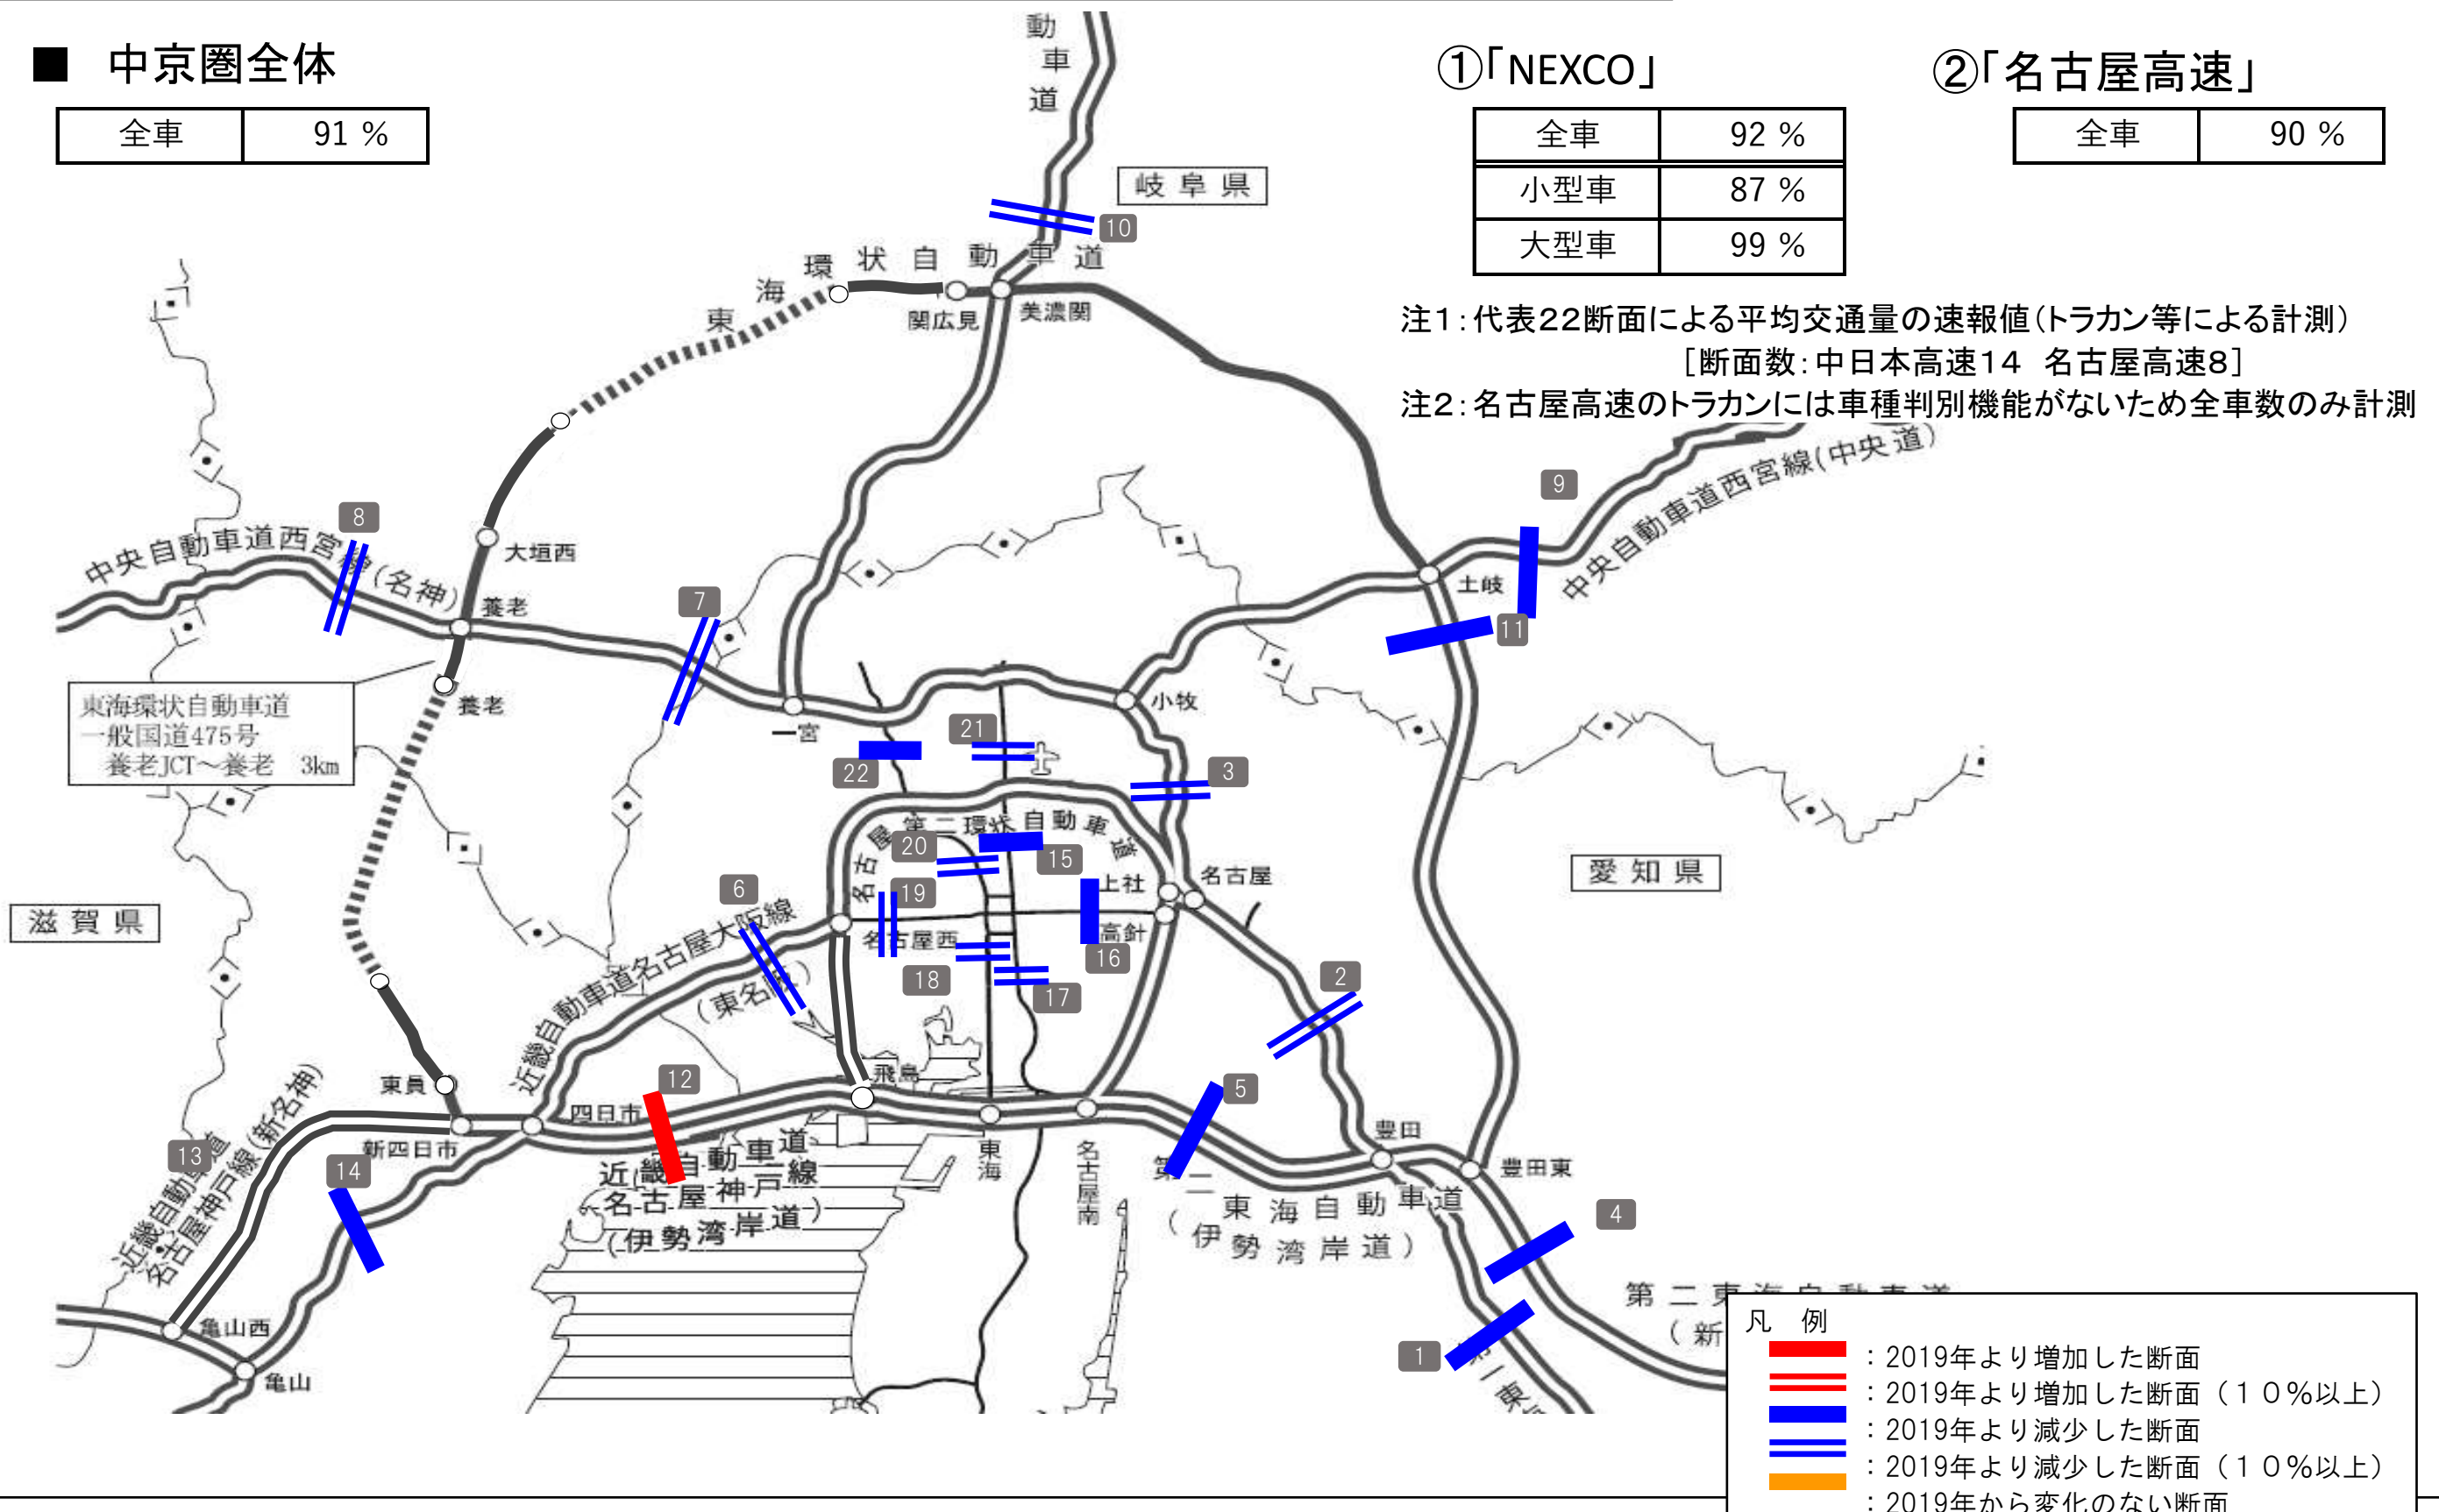 ■ 中京圏全体
全車 91 %
①「NEXCO」
全車 92 %
小型車 87 %
大型車 99 %
②「名古屋高速」
全車 90 %
注1:代表22断面による平均交通量の速報値(トラカン等による計測)
[断面数:中日本高速14 名古屋高速8]
注2:名古屋高速のトラカンには車種判別機能がないため全車数のみ計測
動車道
岐阜県
10
東海環状自動車道
関広見
美濃関
9
中央自動車道西宮線(中央道)
8
中央自動車道西宮線(名神)
大垣西
養老
7
土岐
11
東海環状自動車道
一般国道475号
養老JCT~養老 3km
養老
一宮
小牧
21
22
3
名古屋第二環状自動車道
20
15
上社
名古屋
愛知県
6
19
滋賀県
近畿自動車道名古屋大阪線
(東名阪)
名古屋西
高針
16
18
17
2
飛島
12
5
東員
四日市
新四日市
13
14
近畿自動車道
名古屋神戸線(新名神)
近畿自動車道
名古屋神戸線
(伊勢湾岸道)
東海
名古屋南
豊田
豊田東
第二東海自動車道
(伊勢湾岸道)
4
1
亀山西
亀山
第二東海自動車道
(新
凡 例
:2019年より増加した断面
:2019年より増加した断面(10%以上)
:2019年より減少した断面
:2019年より減少した断面(10%以上)
:2019年から変化のない断面